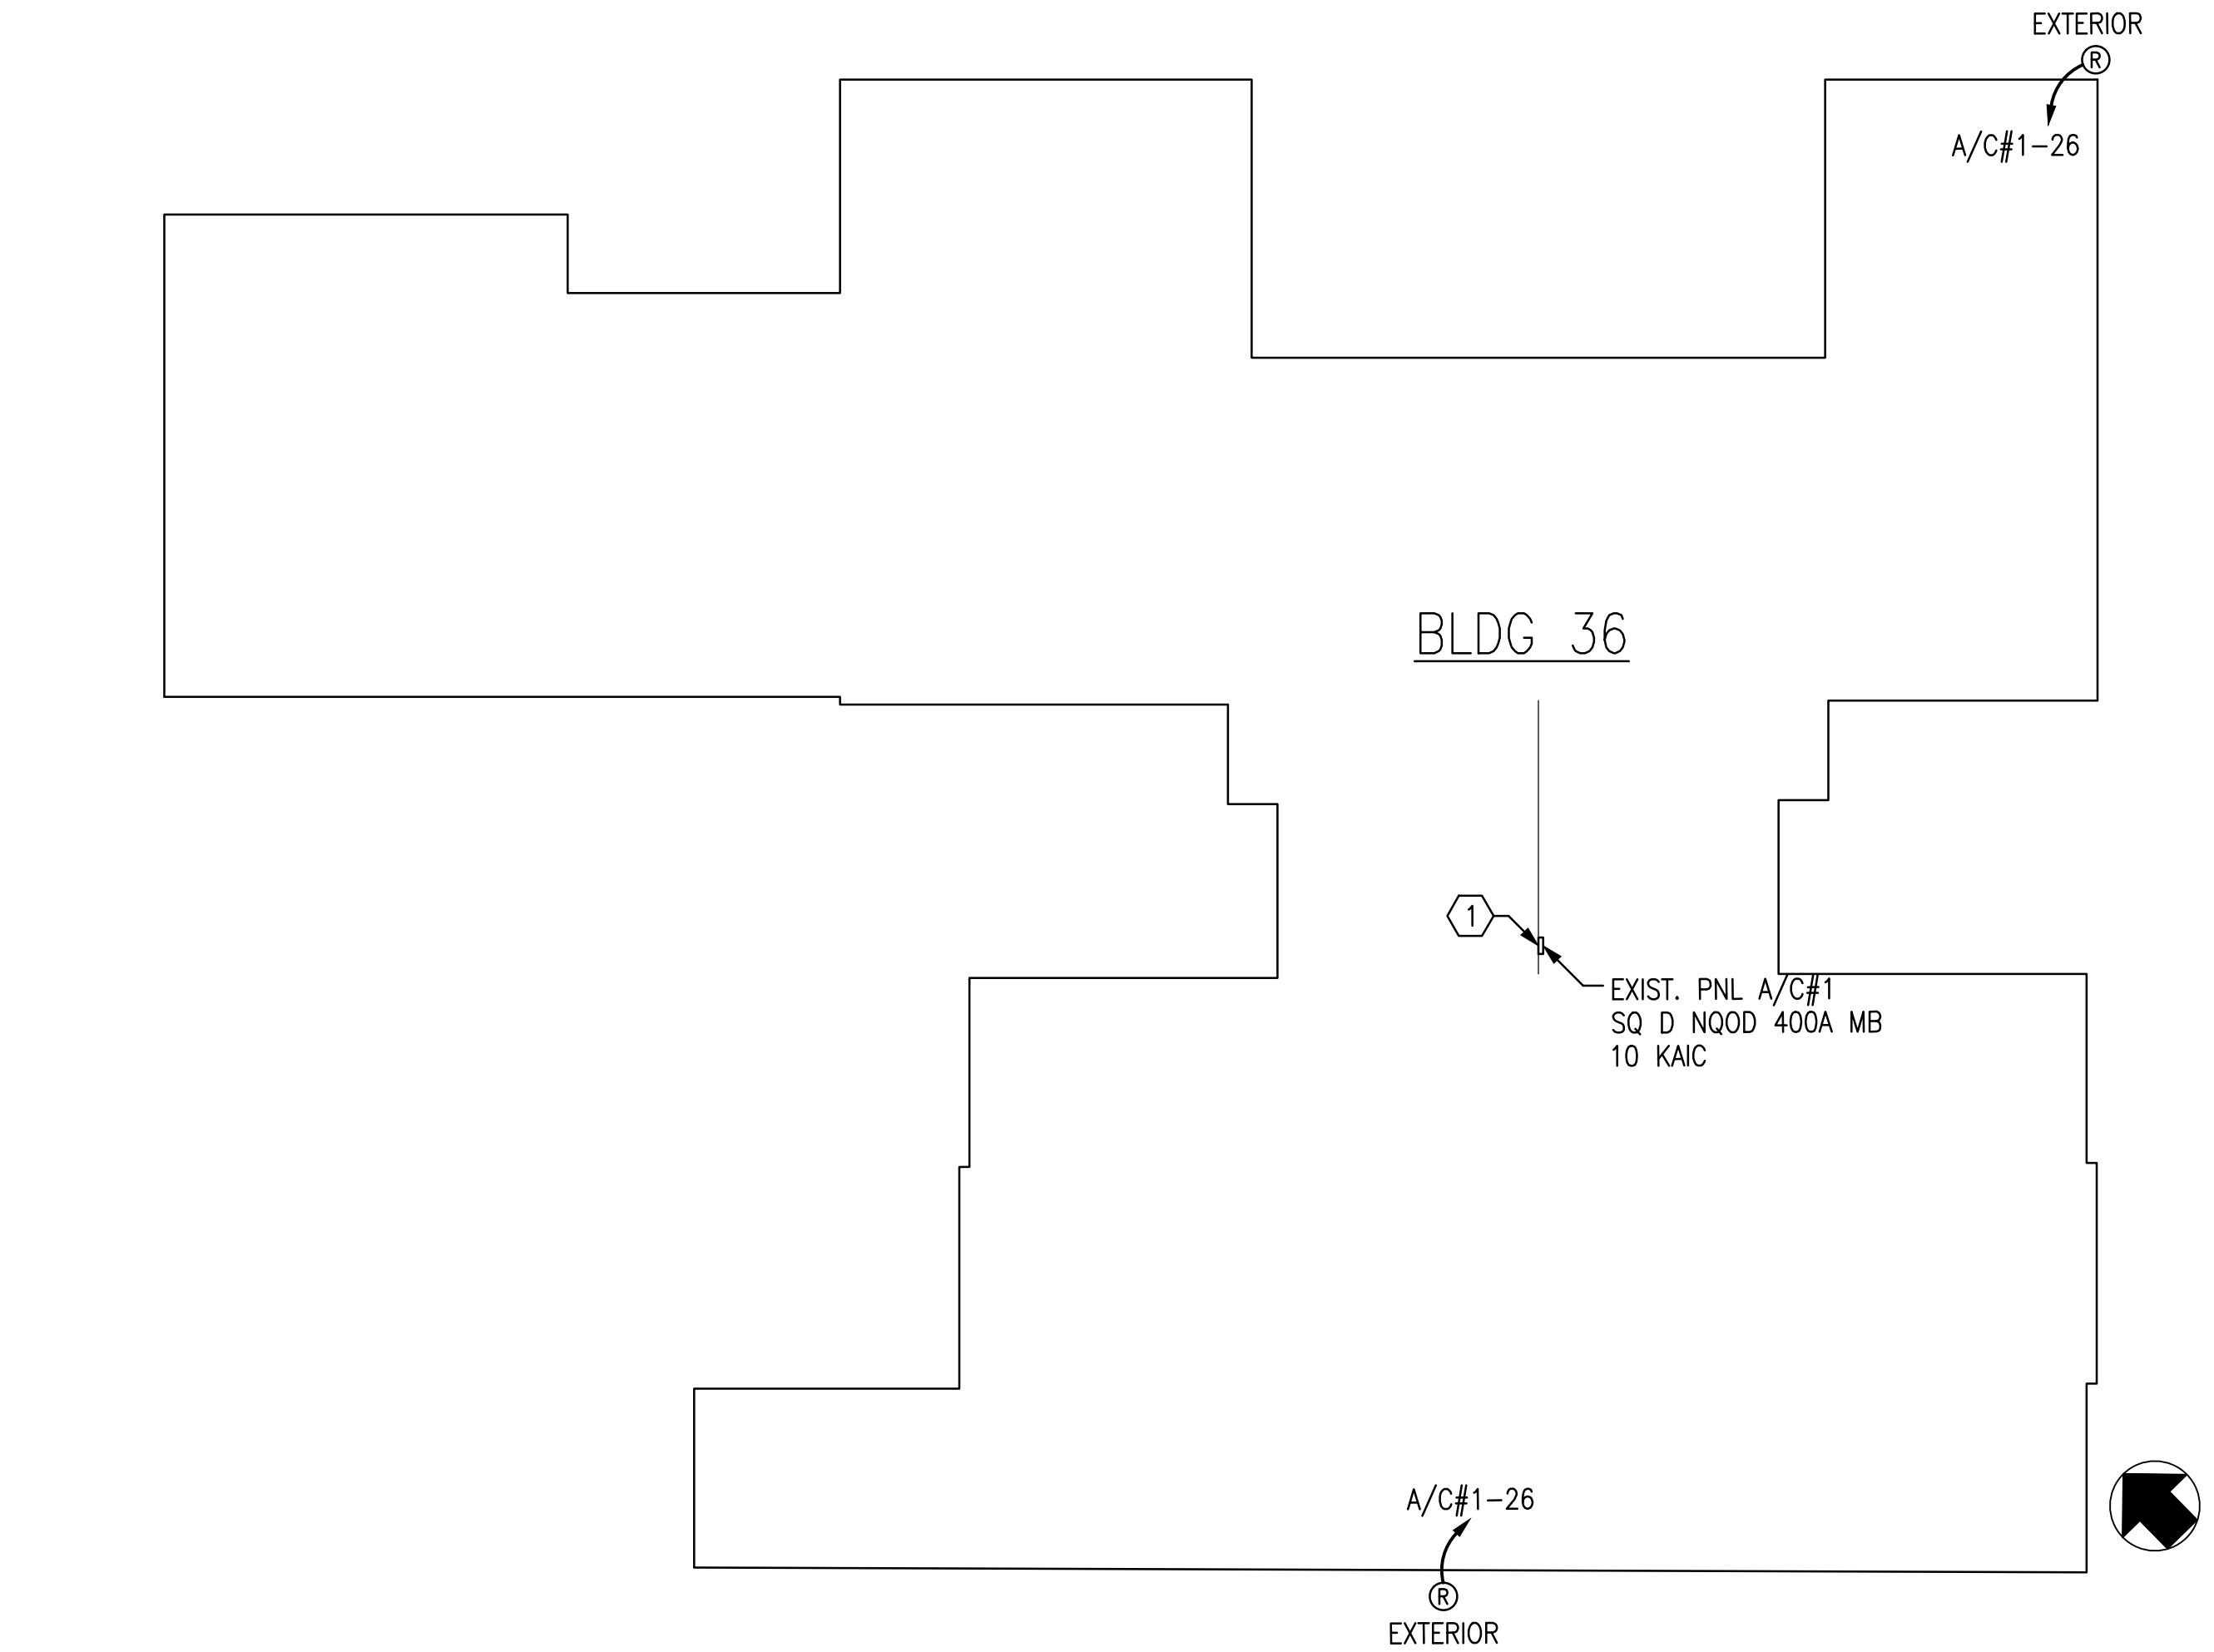 EXTERIOR
R
A/C#1-26
BLDG 36
1
EXIST. PNL A/C#1
SQ D NQOD 400A MB
10 KAIC
A/C#1-26
R
EXTERIOR